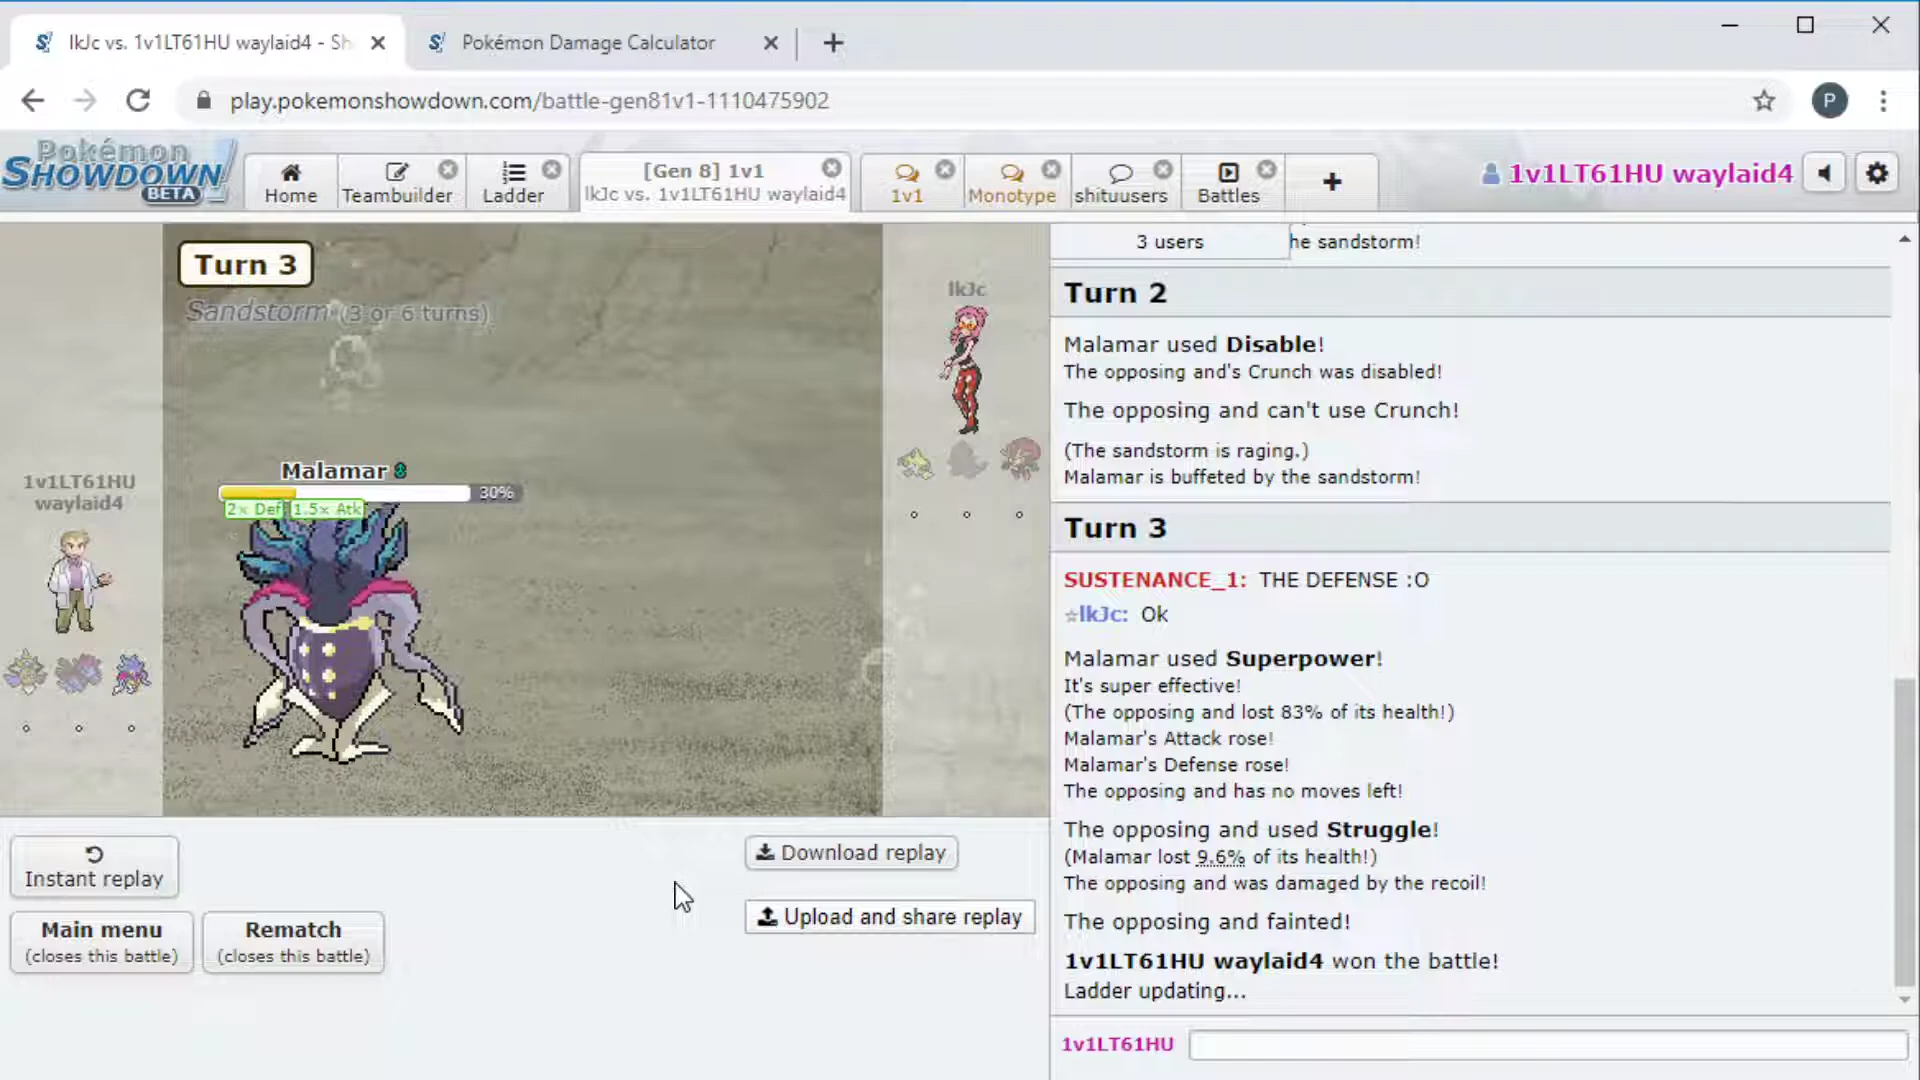 lkJc vs. 1v1LT61HU waylaid4 - Sh
Pokémon Damage Calculator
play.pokemonshowdown.com/battle-gen81v1-1110475902
P
Pokémon
SHOWDOWN
BETA
Home
Teambuilder
Ladder
[Gen 8] 1v1
lkJc vs. 1v1LT61HU waylaid4
1v1
Monotype
shituusers
Battles
1v1LT61HU waylaid4
Turn 3
Sandstorm (3 or 6 turns)
lkJc
Malamar
30%
2× Def 1.5× Atk
1v1LT61HU
waylaid4
Instant replay
Download replay
Upload and share replay
Main menu
(closes this battle)
Rematch
(closes this battle)
3 users
he sandstorm!
Turn 2
Malamar used Disable!
The opposing and's Crunch was disabled!
The opposing and can't use Crunch!
(The sandstorm is raging.)
Malamar is buffeted by the sandstorm!
Turn 3
SUSTENANCE_1: THE DEFENSE :O
☆lkJc: Ok
Malamar used Superpower!
It's super effective!
(The opposing and lost 83% of its health!)
Malamar's Attack rose!
Malamar's Defense rose!
The opposing and has no moves left!
The opposing and used Struggle!
(Malamar lost 9.6% of its health!)
The opposing and was damaged by the recoil!
The opposing and fainted!
1v1LT61HU waylaid4 won the battle!
Ladder updating...
1v1LT61HU